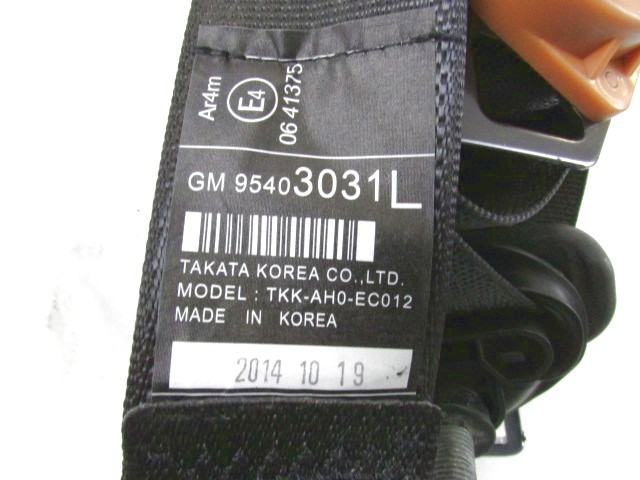 Ar4m E4 06 41375
GM 95403031L
TAKATA KOREA CO.,LTD.
MODEL : TKK-AH0-EC012
MADE IN KOREA
2014 10 19